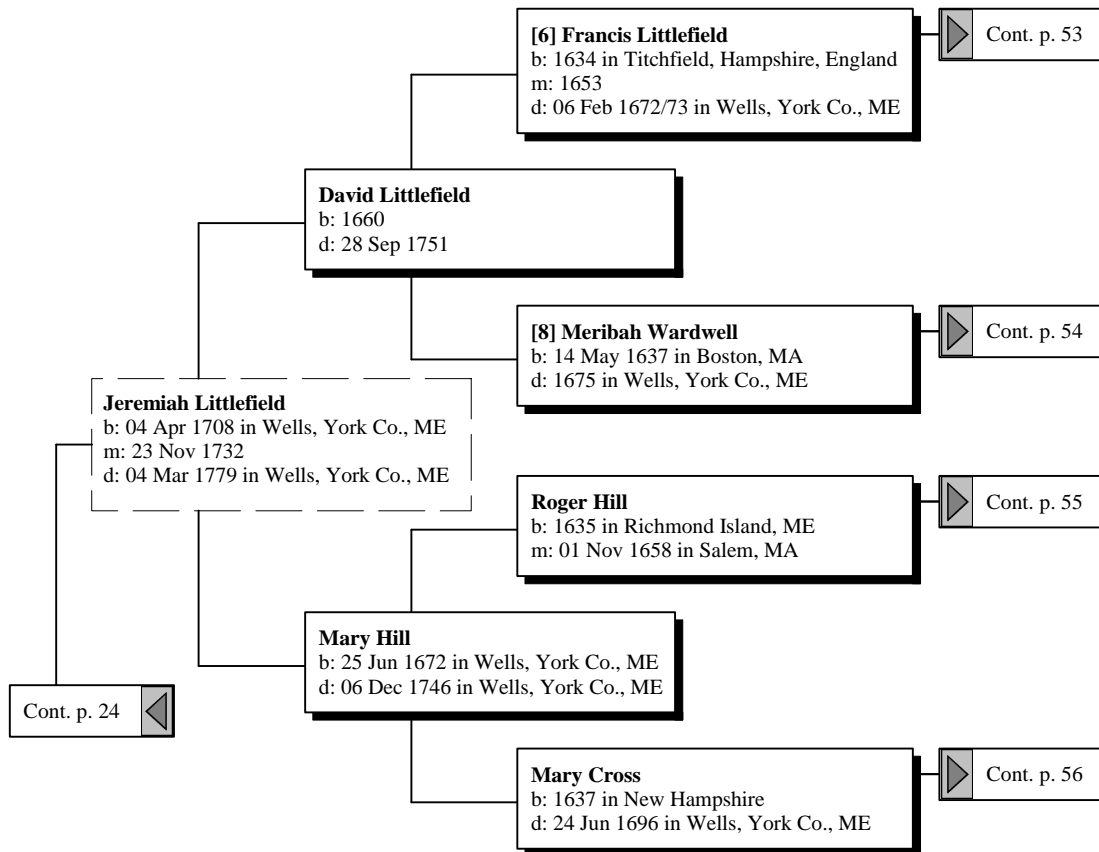 [6] Francis Littlefield
b: 1634 in Titchfield, Hampshire, England
m: 1653
d: 06 Feb 1672/73 in Wells, York Co., ME
Cont. p. 53
David Littlefield
b: 1660
d: 28 Sep 1751
[8] Meribah Wardwell
b: 14 May 1637 in Boston, MA
d: 1675 in Wells, York Co., ME
Cont. p. 54
Jeremiah Littlefield
b: 04 Apr 1708 in Wells, York Co., ME
m: 23 Nov 1732
d: 04 Mar 1779 in Wells, York Co., ME
Roger Hill
b: 1635 in Richmond Island, ME
m: 01 Nov 1658 in Salem, MA
Cont. p. 55
Mary Hill
b: 25 Jun 1672 in Wells, York Co., ME
d: 06 Dec 1746 in Wells, York Co., ME
Cont. p. 24
Mary Cross
b: 1637 in New Hampshire
d: 24 Jun 1696 in Wells, York Co., ME
Cont. p. 56